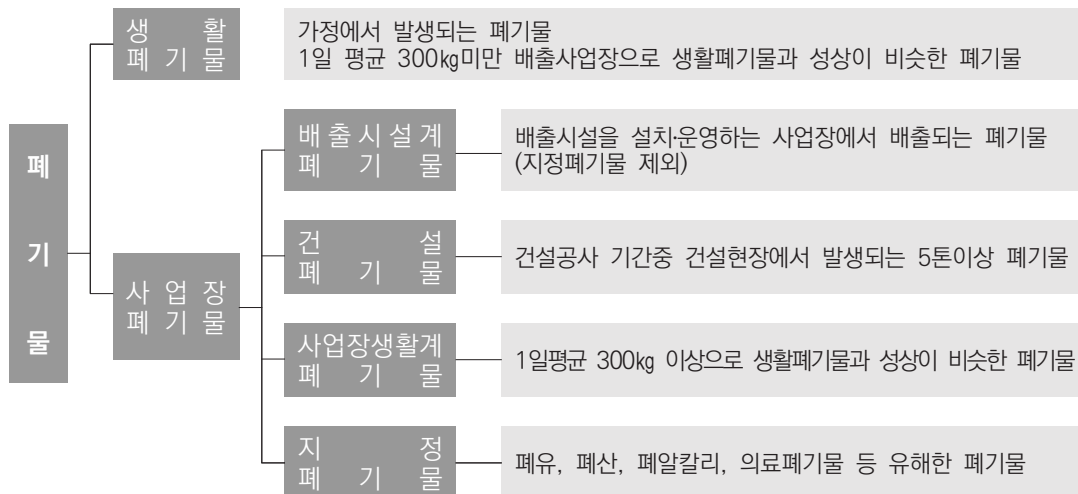 폐
기
물
생 활
폐 기 물
가정에서 발생되는 폐기물
1일 평균 300㎏미만 배출사업장으로 생활폐기물과 성상이 비슷한 폐기물
사 업 장
폐 기 물
배 출 시 설 계
폐 기 물
배출시설을 설치·운영하는 사업장에서 배출되는 폐기물
(지정폐기물 제외)
건 설
폐 기 물
건설공사 기간중 건설현장에서 발생되는 5톤이상 폐기물
사업장생활계
폐 기 물
1일평균 300㎏ 이상으로 생활폐기물과 성상이 비슷한 폐기물
지 정
폐 기 물
폐유, 폐산, 폐알칼리, 의료폐기물 등 유해한 폐기물